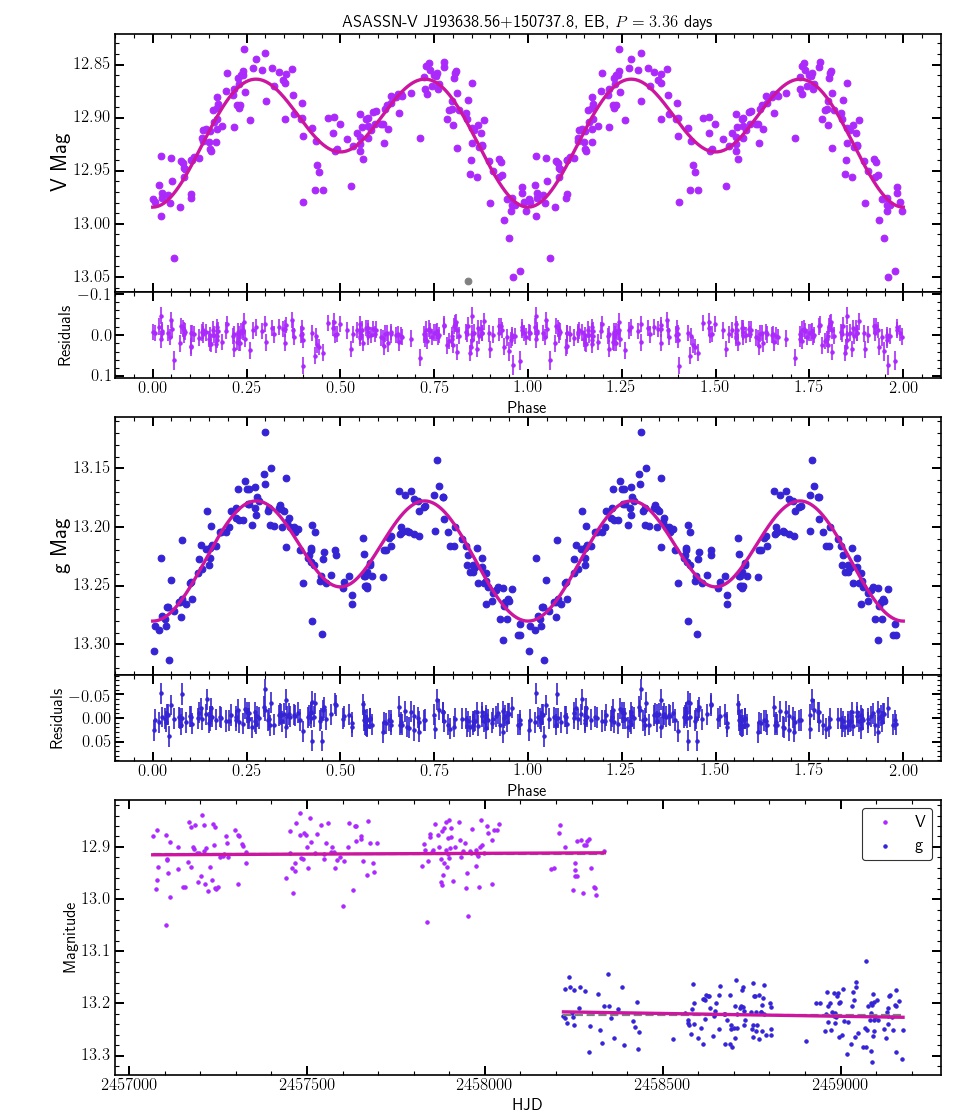 ASASSN-V J193638.56+150737.8, EB, P = 3.36 days
12.85
12.90
12.95
13.00
13.05
V Mag
−0.1
0.0
0.1
Residuals
0.00 0.25 0.50 0.75 1.00 1.25 1.50 1.75 2.00
Phase
13.15
13.20
13.25
13.30
g Mag
−0.05
0.00
0.05
Residuals
0.00 0.25 0.50 0.75 1.00 1.25 1.50 1.75 2.00
Phase
V
g
12.9
13.0
13.1
13.2
13.3
Magnitude
2457000 2457500 2458000 2458500 2459000
HJD